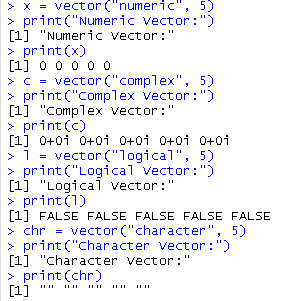 > x = vector("numeric", 5)
> print("Numeric Vector:")
[1] "Numeric Vector:"
> print(x)
[1] 0 0 0 0 0
> c = vector("complex", 5)
> print("Complex Vector:")
[1] "Complex Vector:"
> print(c)
[1] 0+0i 0+0i 0+0i 0+0i 0+0i
> l = vector("logical", 5)
> print("Logical Vector:")
[1] "Logical Vector:"
> print(l)
[1] FALSE FALSE FALSE FALSE FALSE
> chr = vector("character", 5)
> print("Character Vector:")
[1] "Character Vector:"
> print(chr)
[1] "" "" "" "" ""